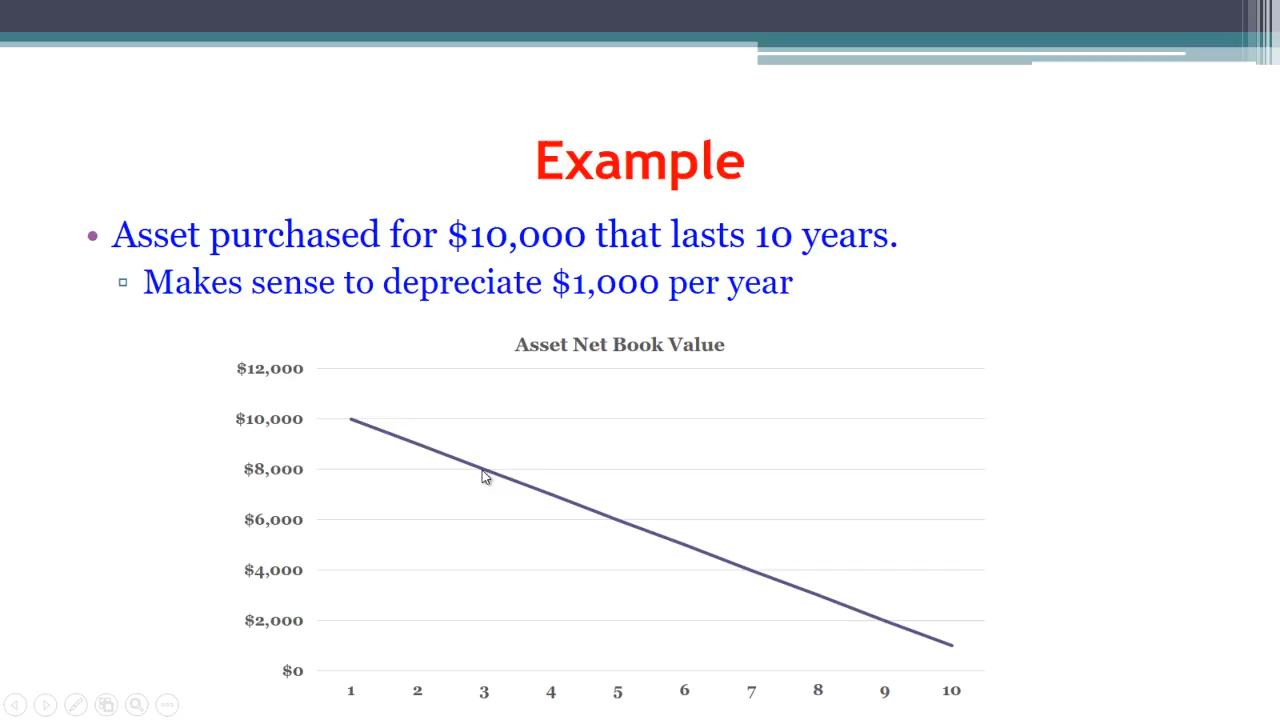 Example
• Asset purchased for $10,000 that lasts 10 years.
▫ Makes sense to depreciate $1,000 per year
Asset Net Book Value
$12,000
$10,000
$8,000
$6,000
$4,000
$2,000
$0
1 2 3 4 5 6 7 8 9 10